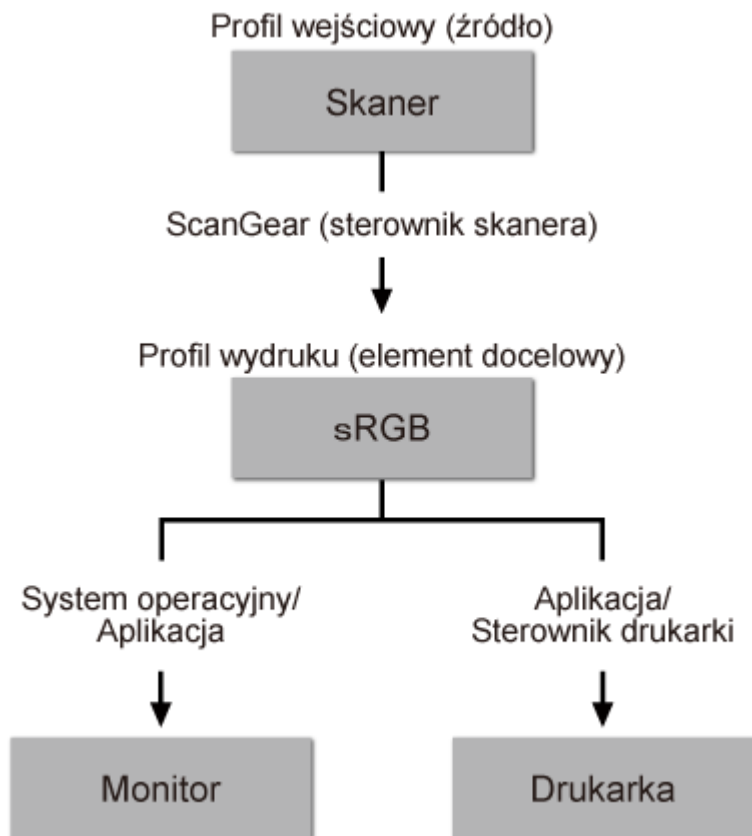 Profil wejściowy (źródło)
Skaner
ScanGear (sterownik skanera)
Profil wydruku (element docelowy)
sRGB
System operacyjny/
Aplikacja
Aplikacja/
Sterownik drukarki
Monitor
Drukarka